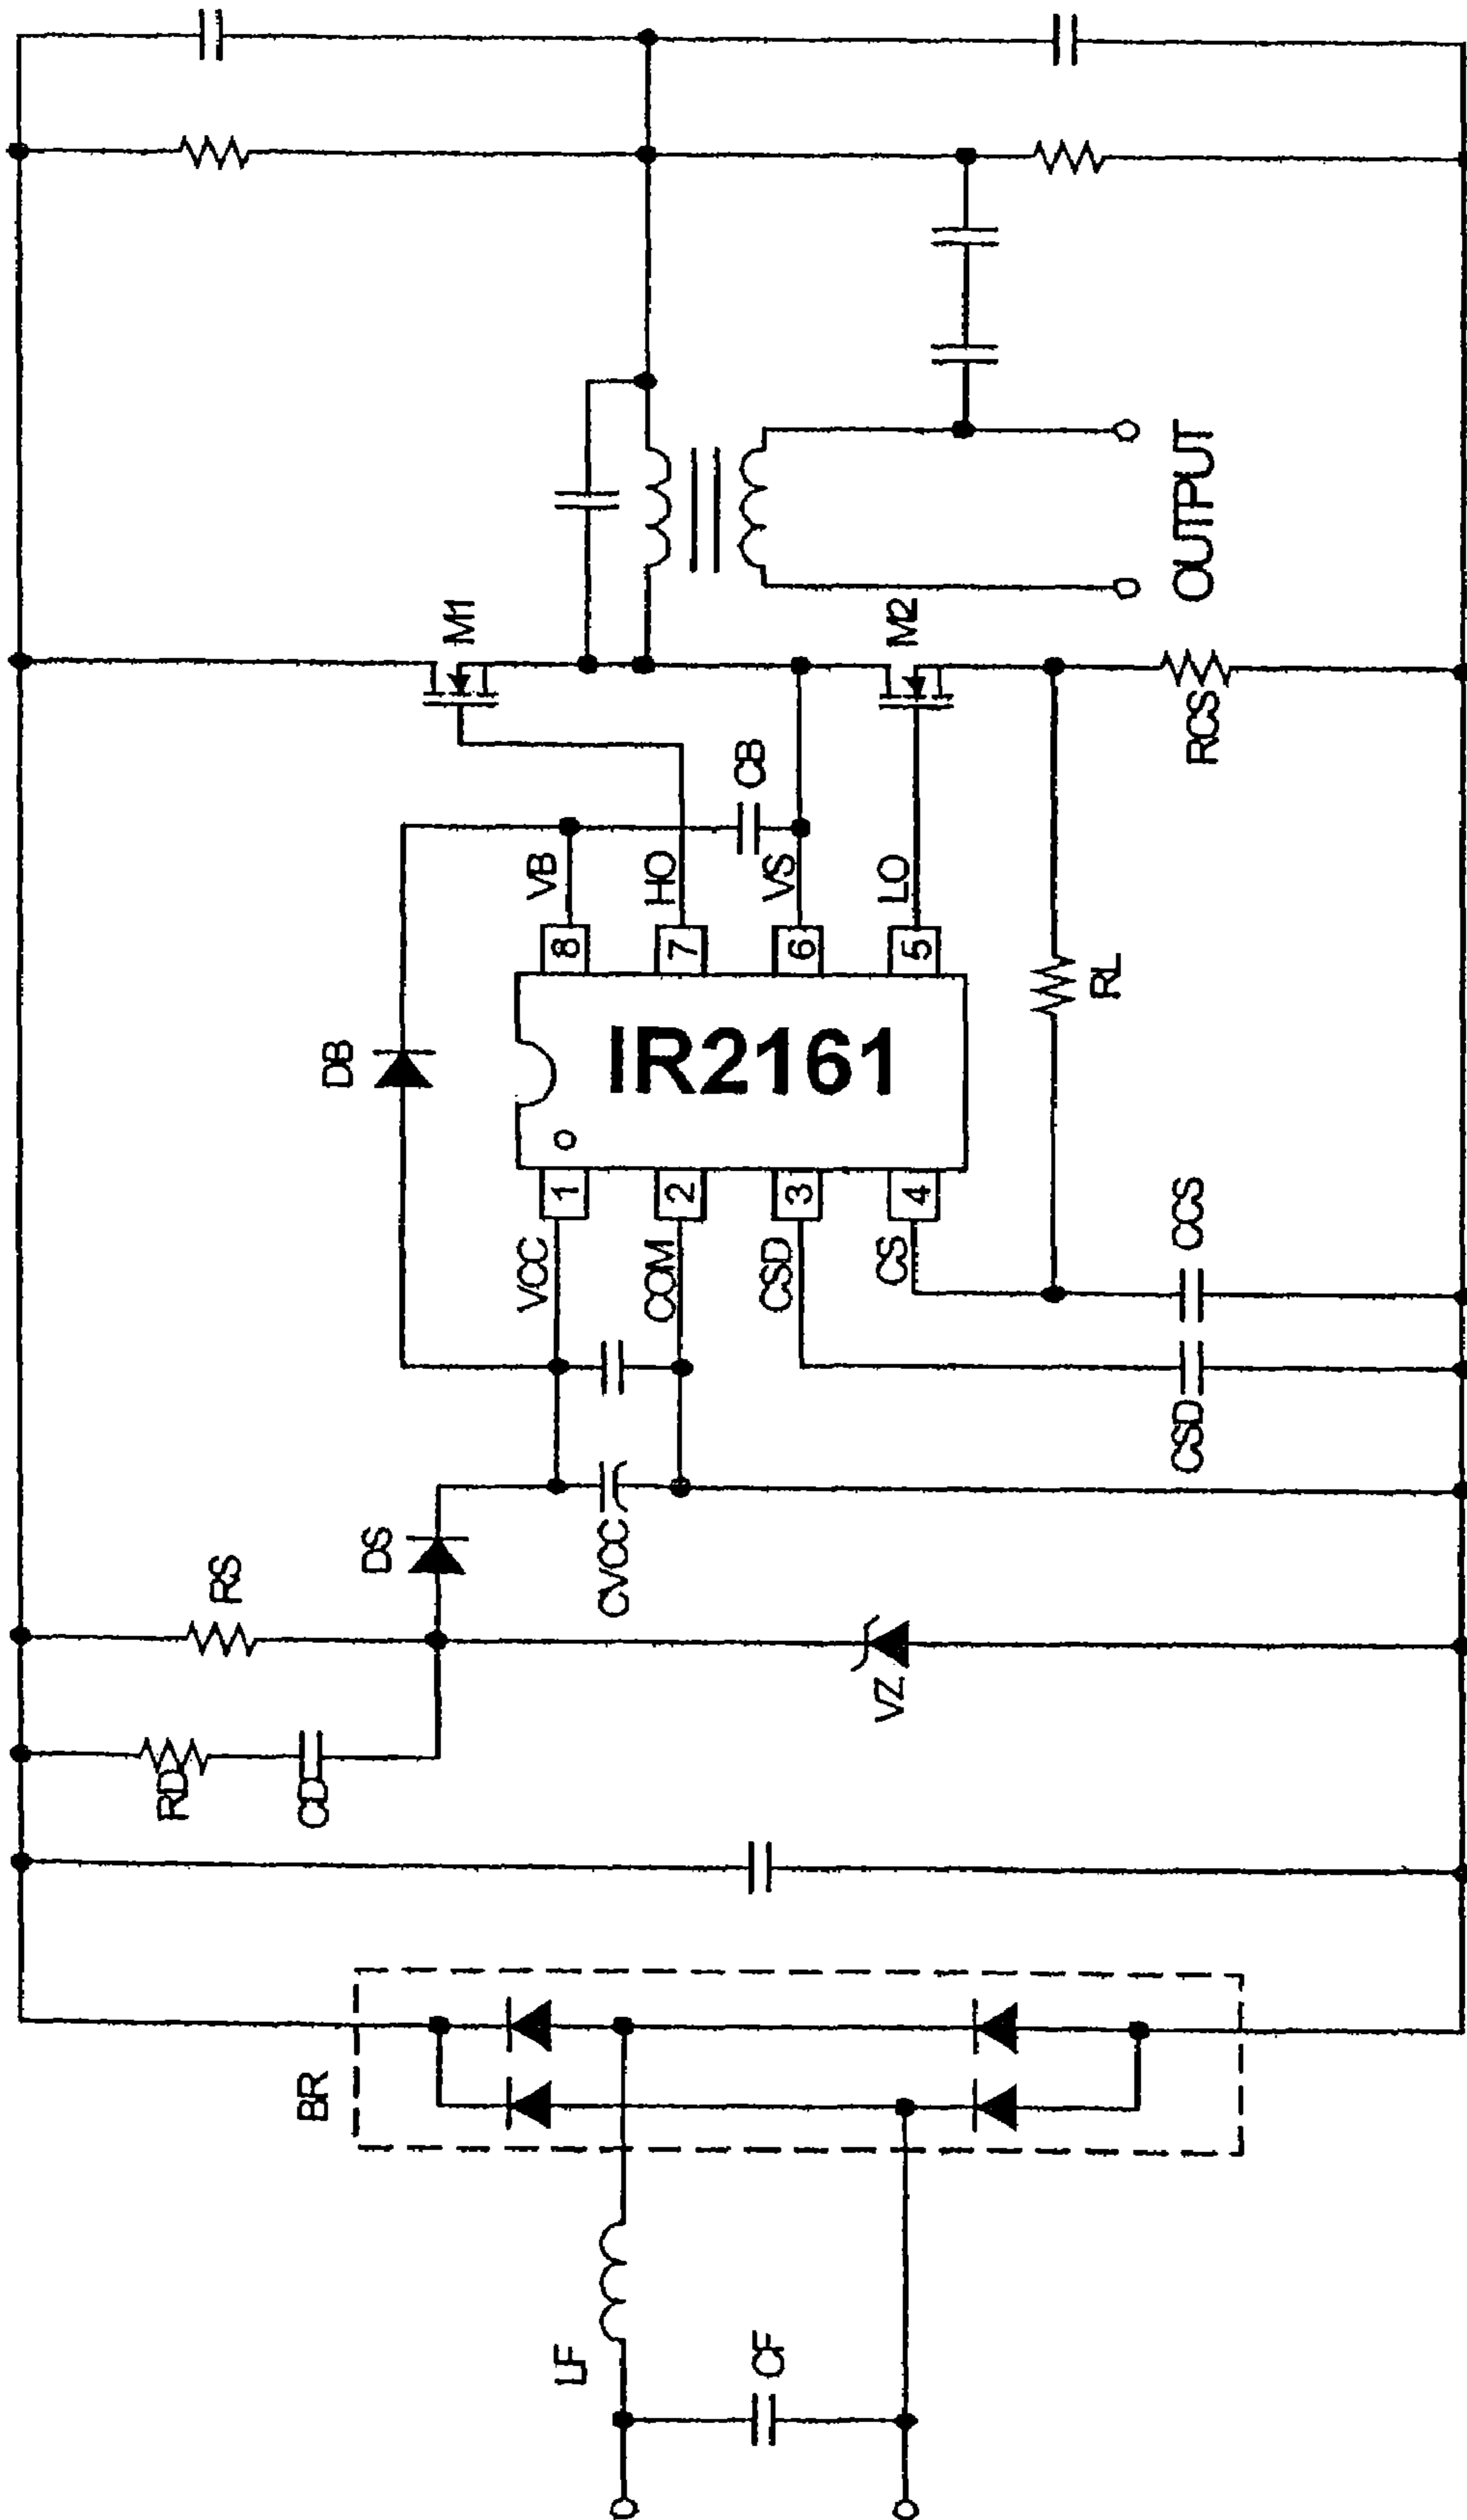 M1
OUTPUT
M2
RCS
CB
VB
HO
VS
LO
8
7
6
5
RL
DB
IR2161
1
2
3
4
VCC
COM
CSD
CS
CCS
CSD
DS
RS
CVCC
VZ
RD
CD
BR
LF
CF